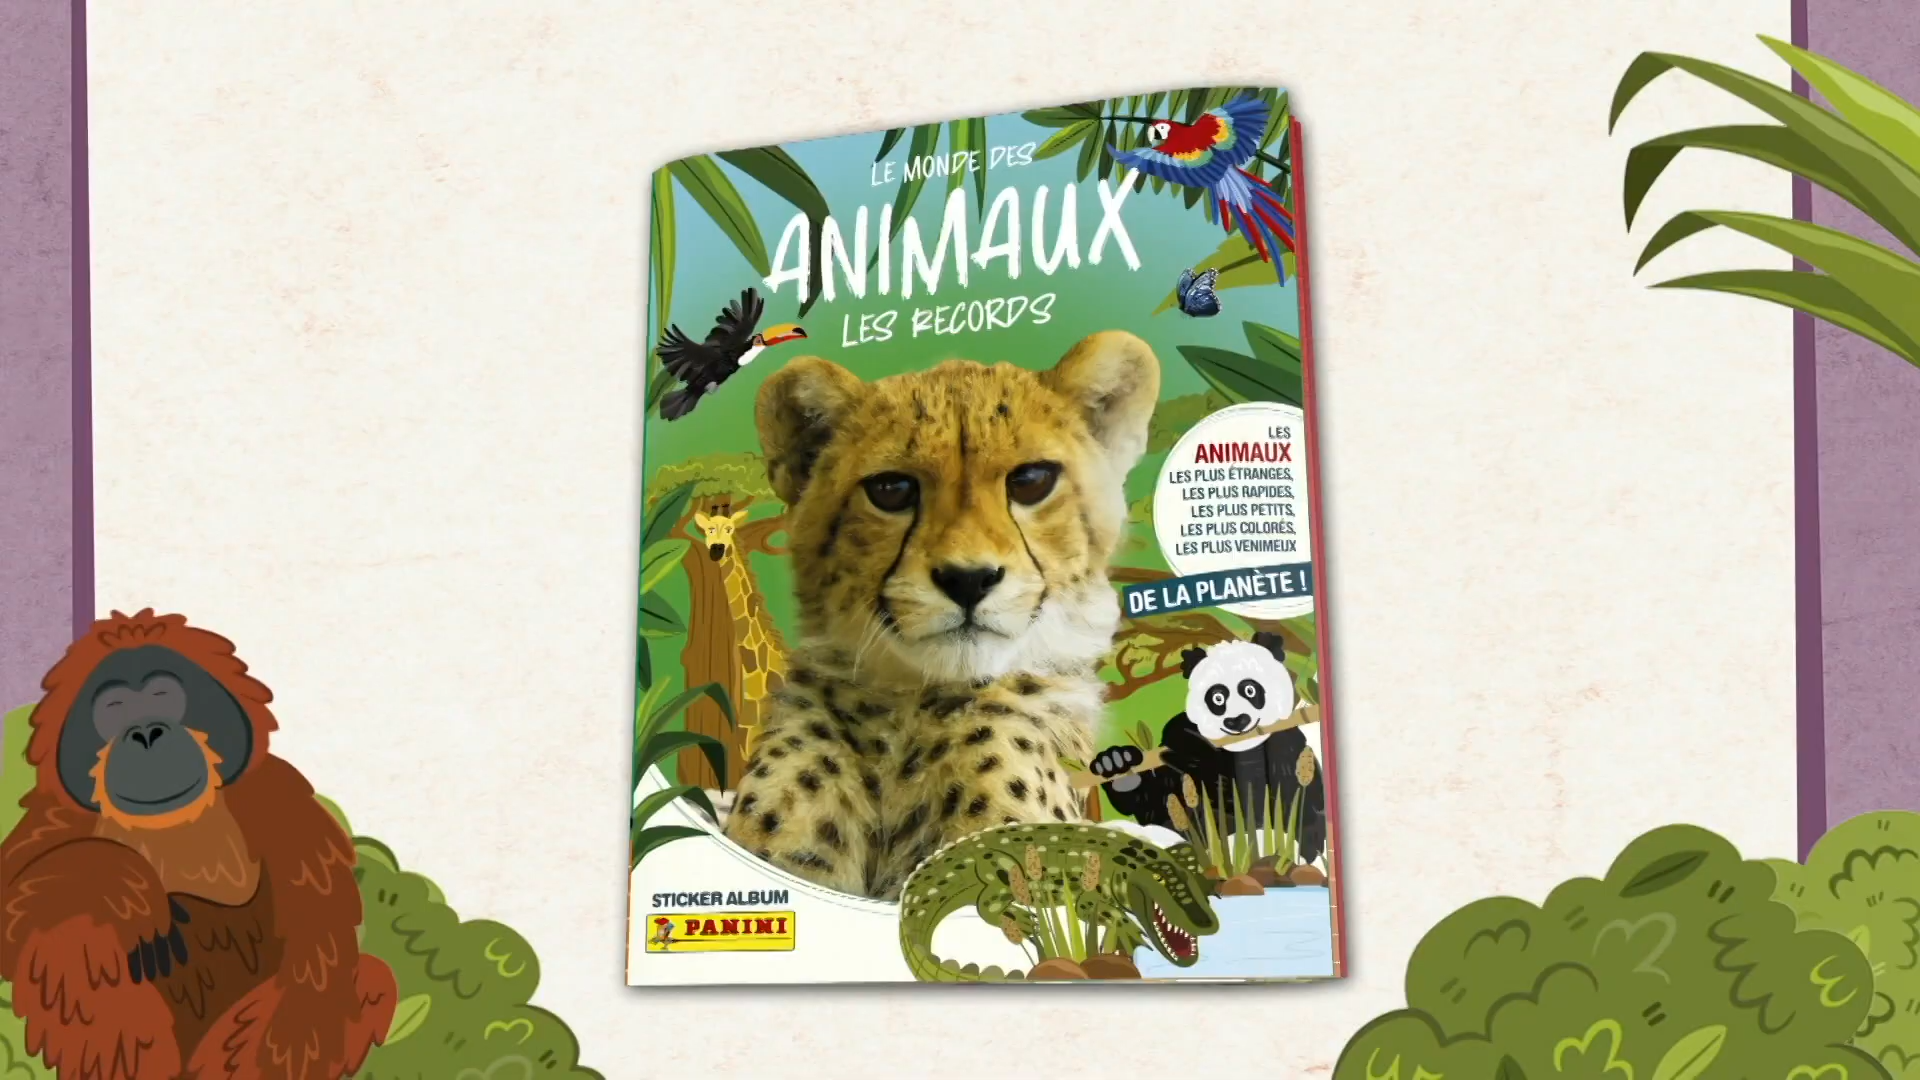 LE MONDE DES
ANIMAUX
LES RECORDS
LES
ANIMAUX
LES PLUS ÉTRANGES,
LES PLUS RAPIDES,
LES PLUS PETITS,
LES PLUS COLORÉS,
LES PLUS VENIMEUX
DE LA PLANÈTE !
STICKER ALBUM
PANINI